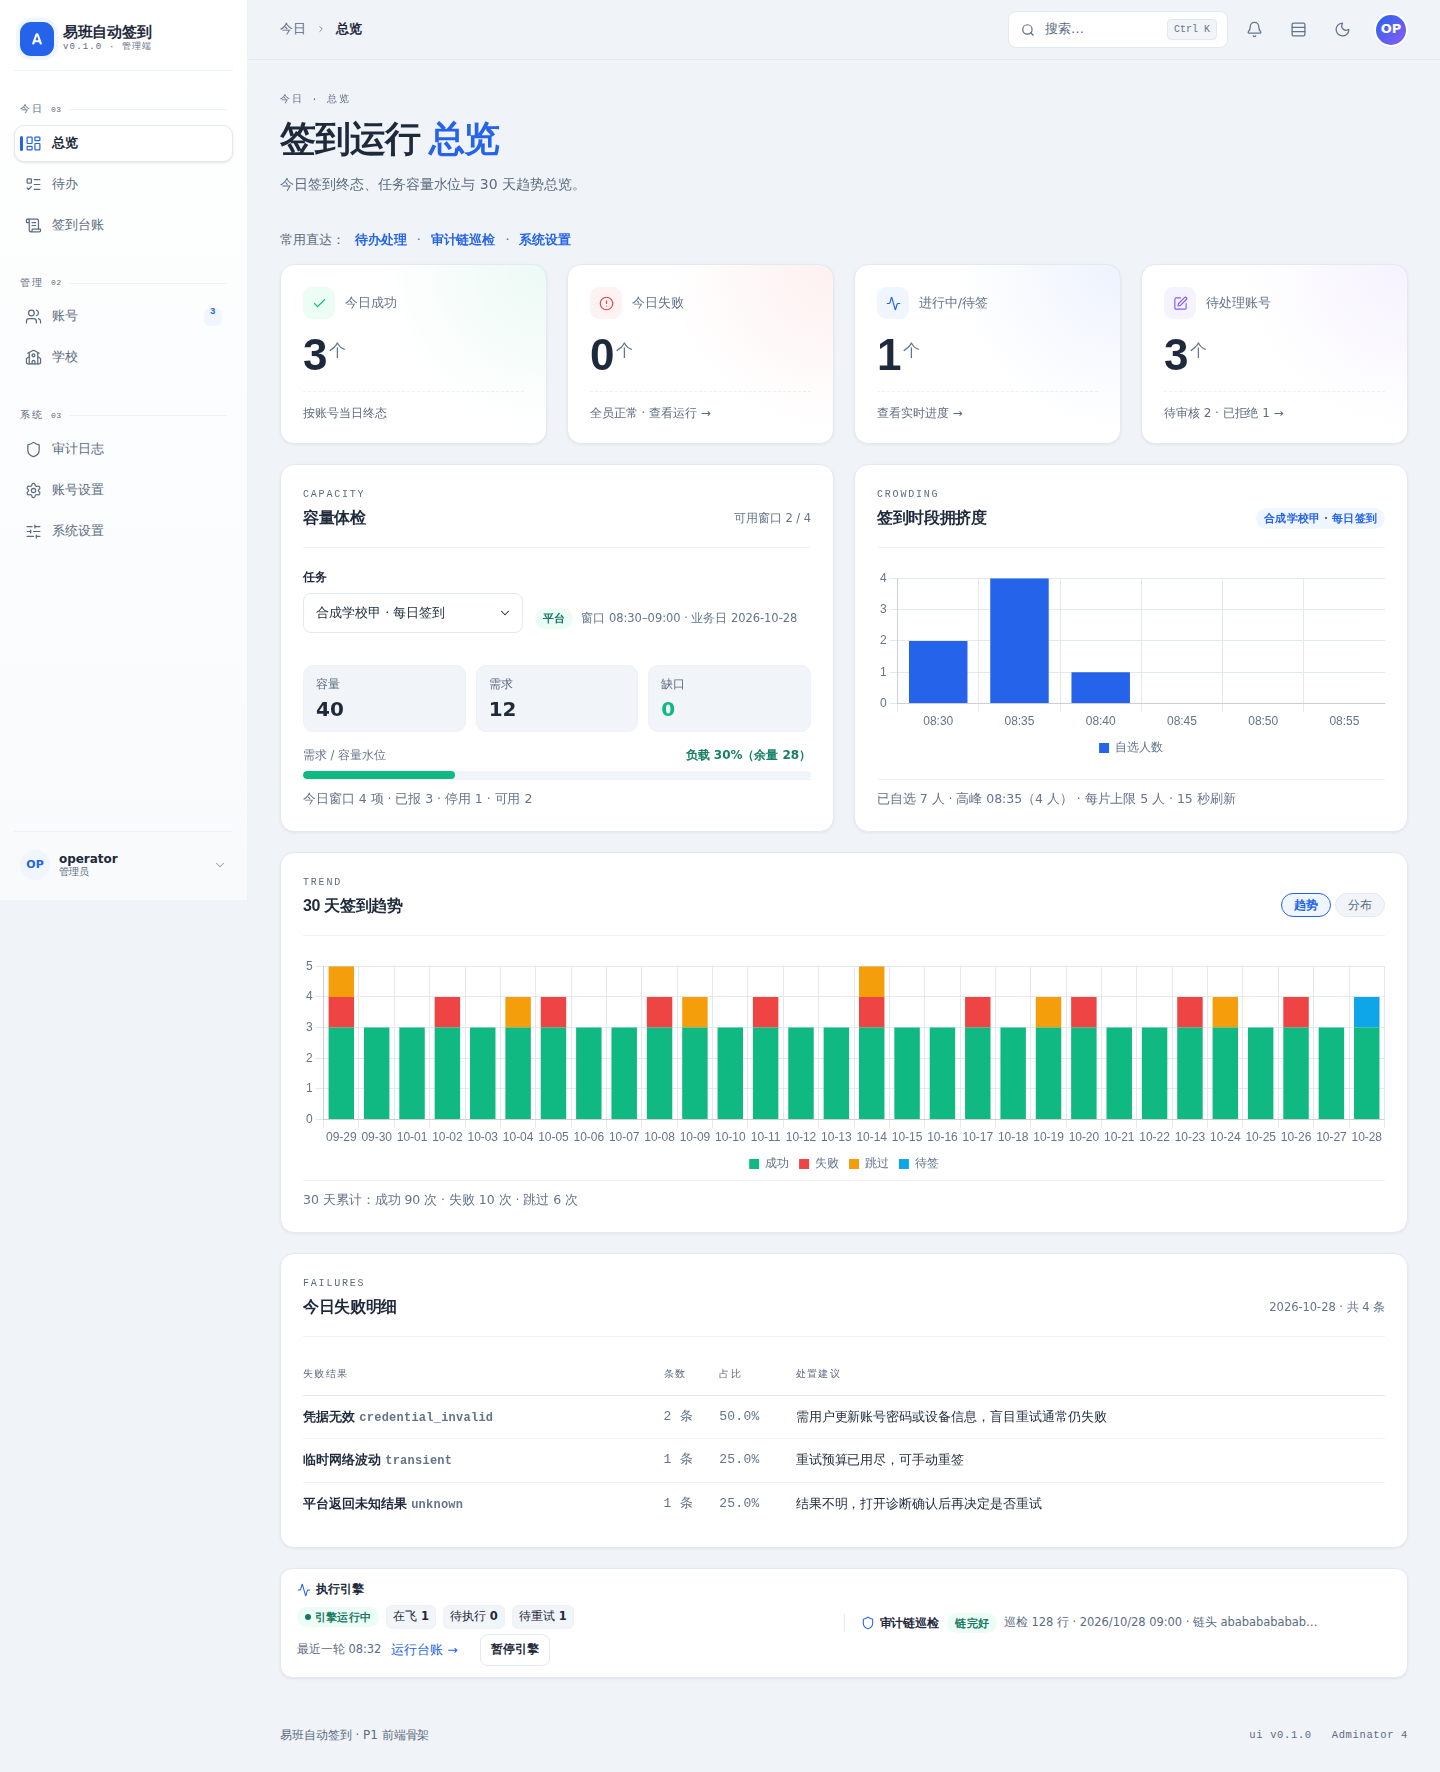 A
易班自动签到
v0.1.0 · 管理端
今日 03
总览
待办
签到台账
管理 02
账号 3
学校
系统 03
审计日志
账号设置
系统设置
OP
operator
管理员
今日 › 总览
搜索… Ctrl K
OP
今日 · 总览
签到运行 总览
今日签到终态、任务容量水位与 30 天趋势总览。
常用直达： 待办处理 · 审计链巡检 · 系统设置
今日成功
3个
按账号当日终态
今日失败
0个
全员正常 · 查看运行 →
进行中/待签
1个
查看实时进度 →
待处理账号
3个
待审核 2 · 已拒绝 1 →
CAPACITY
容量体检
可用窗口 2 / 4
任务
合成学校甲 · 每日签到
平台 窗口 08:30–09:00 · 业务日 2026-10-28
容量
40
需求
12
缺口
0
需求 / 容量水位 负载 30%（余量 28）
今日窗口 4 项 · 已报 3 · 停用 1 · 可用 2
CROWDING
签到时段拥挤度
合成学校甲 · 每日签到
4
3
2
1
0
08:30 08:35 08:40 08:45 08:50 08:55
自选人数
已自选 7 人 · 高峰 08:35（4 人） · 每片上限 5 人 · 15 秒刷新
TREND
30 天签到趋势
趋势 分布
5
4
3
2
1
0
09-29 09-30 10-01 10-02 10-03 10-04 10-05 10-06 10-07 10-08 10-09 10-10 10-11 10-12 10-13 10-14 10-15 10-16 10-17 10-18 10-19 10-20 10-21 10-22 10-23 10-24 10-25 10-26 10-27 10-28
成功 失败 跳过 待签
30 天累计：成功 90 次 · 失败 10 次 · 跳过 6 次
FAILURES
今日失败明细
2026-10-28 · 共 4 条
失败结果 条数 占比 处置建议
凭据无效 credential_invalid 2 条 50.0% 需用户更新账号密码或设备信息，盲目重试通常仍失败
临时网络波动 transient 1 条 25.0% 重试预算已用尽，可手动重签
平台返回未知结果 unknown 1 条 25.0% 结果不明，打开诊断确认后再决定是否重试
执行引擎
引擎运行中 在飞 1 待执行 0 待重试 1
最近一轮 08:32 运行台账 → 暂停引擎
审计链巡检 链完好 巡检 128 行 · 2026/10/28 09:00 · 链头 ababababab…
易班自动签到 · P1 前端骨架
ui v0.1.0 Adminator 4